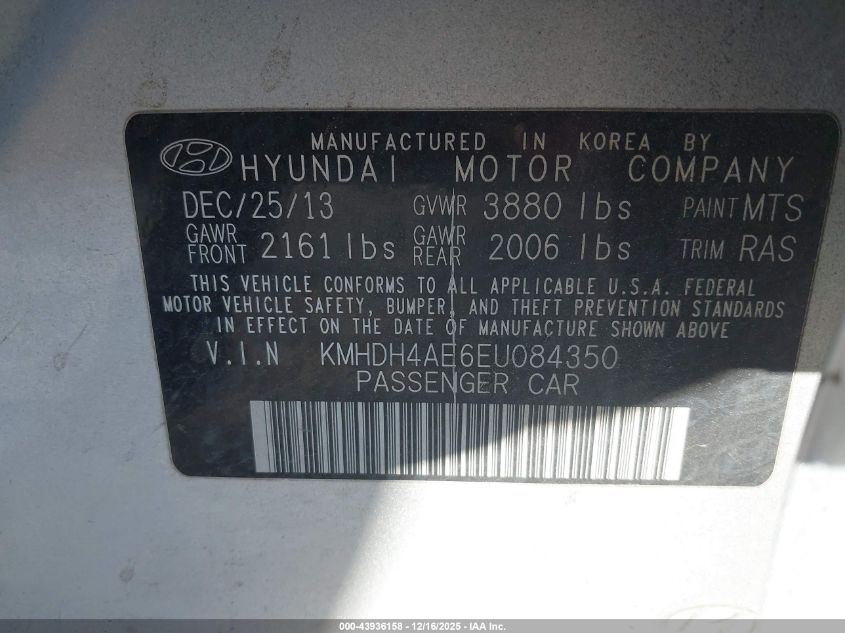 MANUFACTURED IN KOREA BY
HYUNDAI MOTOR COMPANY
DEC/25/13 GVWR 3880 lbs PAINT MTS
GAWR FRONT 2161 lbs GAWR REAR 2006 lbs TRIM RAS
THIS VEHICLE CONFORMS TO ALL APPLICABLE U.S.A. FEDERAL
MOTOR VEHICLE SAFETY, BUMPER, AND THEFT PREVENTION STANDARDS
IN EFFECT ON THE DATE OF MANUFACTURE SHOWN ABOVE
V.I.N KMHDH4AE6EU084350
PASSENGER CAR
000-43936158 - 12/16/2025 - IAA Inc.